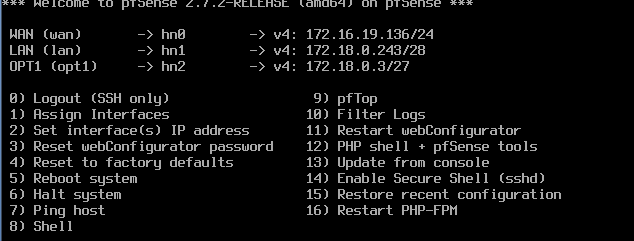 *** Welcome to pfSense 2.7.2-RELEASE (amd64) on pfSense ***
WAN (wan) -> hn0 -> v4: 172.16.19.136/24
LAN (lan) -> hn1 -> v4: 172.18.0.243/28
OPT1 (opt1) -> hn2 -> v4: 172.18.0.3/27
0) Logout (SSH only) 9) pfTop
1) Assign Interfaces 10) Filter Logs
2) Set interface(s) IP address 11) Restart webConfigurator
3) Reset webConfigurator password 12) PHP shell + pfSense tools
4) Reset to factory defaults 13) Update from console
5) Reboot system 14) Enable Secure Shell (sshd)
6) Halt system 15) Restore recent configuration
7) Ping host 16) Restart PHP-FPM
8) Shell